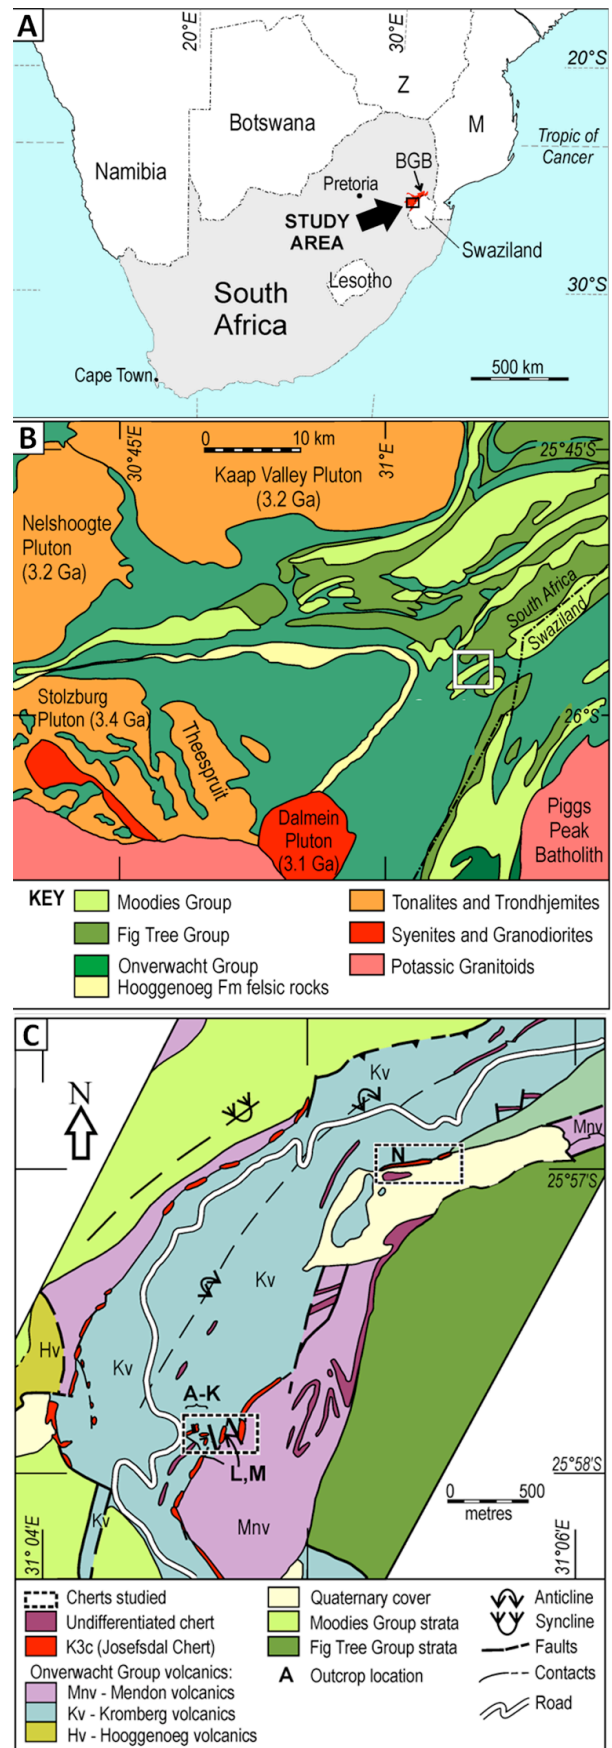 A
20°E
30°E
20°S
Z
Botswana
M
Tropic of
Cancer
Namibia
BGB
Pretoria
STUDY
AREA
Swaziland
Lesotho
30°S
South
Africa
Cape Town
500 km
B
30°45'E
0 10 km
31°E
25°45'S
Kaap Valley Pluton
(3.2 Ga)
Nelshoogte
Pluton
(3.2 Ga)
South Africa
Swaziland
Stolzburg
Pluton (3.4 Ga)
Theespruit
26°S
Dalmein
Pluton
(3.1 Ga)
Piggs
Peak
Batholith
KEY
Moodies Group
Fig Tree Group
Onverwacht Group
Hooggenoeg Fm felsic rocks
Tonalites and Trondhjemites
Syenites and Granodiorites
Potassic Granitoids
C
N
Kv
Mnv
N
25°57'S
Kv
Hv
Kv
A-K
L,M
25°58'S
0 500
metres
Mnv
Kv
31° 04'E
31°06'E
Cherts studied
Undifferentiated chert
K3c (Josefsdal Chert)
Onverwacht Group volcanics:
Mnv - Mendon volcanics
Kv - Kromberg volcanics
Hv - Hooggenoeg volcanics
Quaternary cover
Moodies Group strata
Fig Tree Group strata
A Outcrop location
Anticline
Syncline
Faults
Contacts
Road